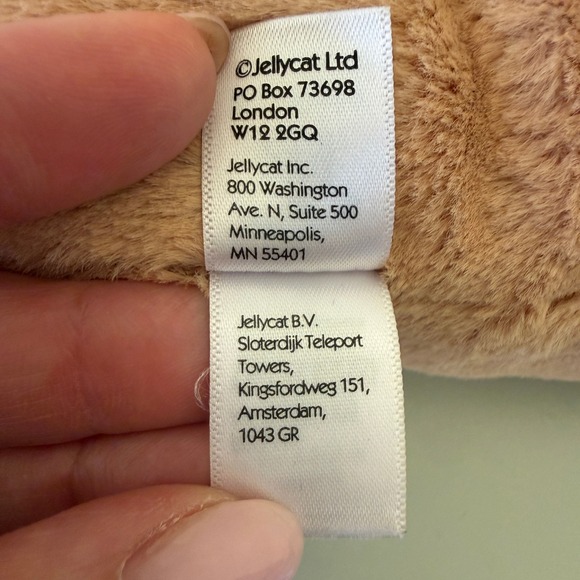 ©Jellycat Ltd
PO Box 73698
London
W12 2GQ
Jellycat Inc.
800 Washington
Ave. N, Suite 500
Minneapolis,
MN 55401
Jellycat B.V.
Sloterdijk Teleport
Towers,
Kingsfordweg 151,
Amsterdam,
1043 GR